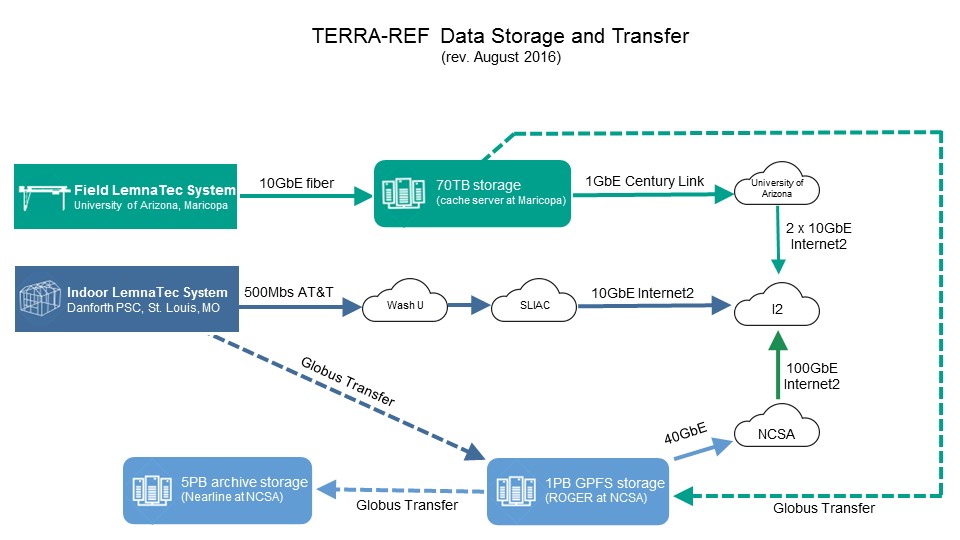 TERRA-REF Data Storage and Transfer
(rev. August 2016)
Field LemnaTec System
University of Arizona, Maricopa
10GbE fiber
70TB storage
(cache server at Maricopa)
1GbE Century Link
University of
Arizona
2 x 10GbE
Internet2
Indoor LemnaTec System
Danforth PSC, St. Louis, MO
500Mbs AT&T
Wash U
SLIAC
10GbE Internet2
I2
Globus Transfer
100GbE
Internet2
40GbE
NCSA
5PB archive storage
(Nearline at NCSA)
Globus Transfer
1PB GPFS storage
(ROGER at NCSA)
Globus Transfer